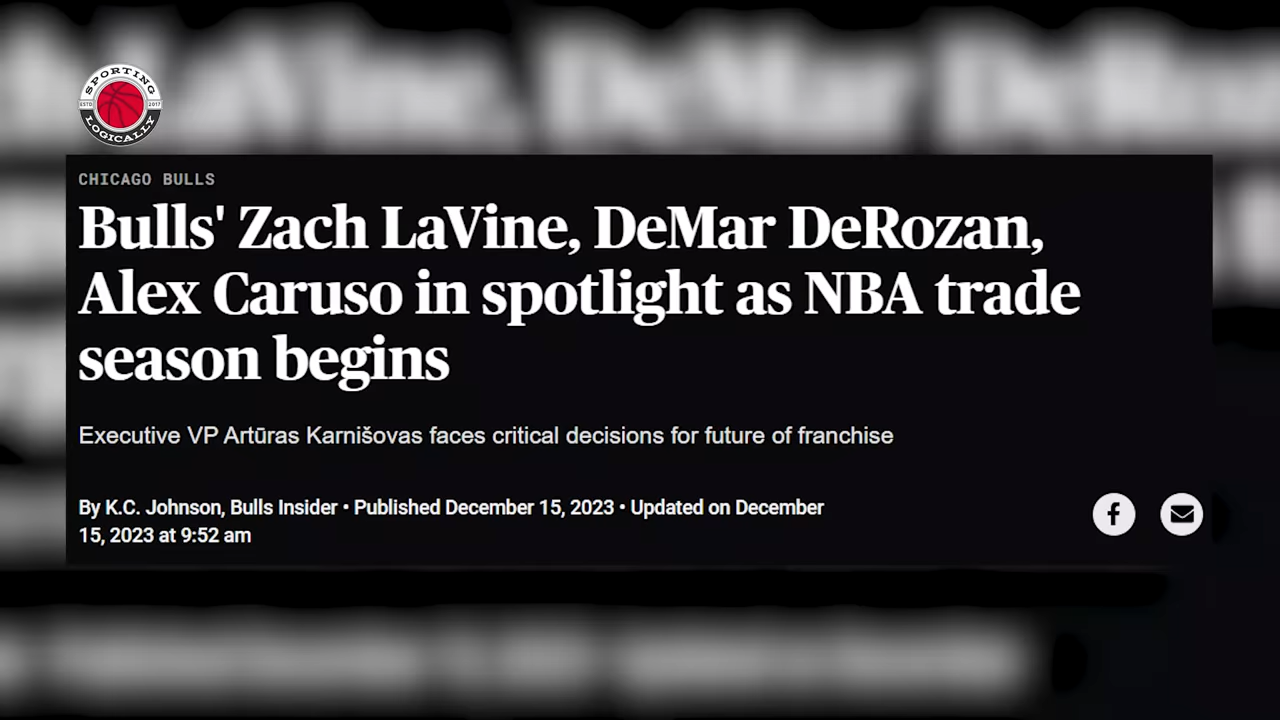 SPORTING
ESTD 2017
LOGICALLY
CHICAGO BULLS
Bulls' Zach LaVine, DeMar DeRozan,
Alex Caruso in spotlight as NBA trade
season begins
Executive VP Artūras Karnišovas faces critical decisions for future of franchise
By K.C. Johnson, Bulls Insider • Published December 15, 2023 • Updated on December
15, 2023 at 9:52 am